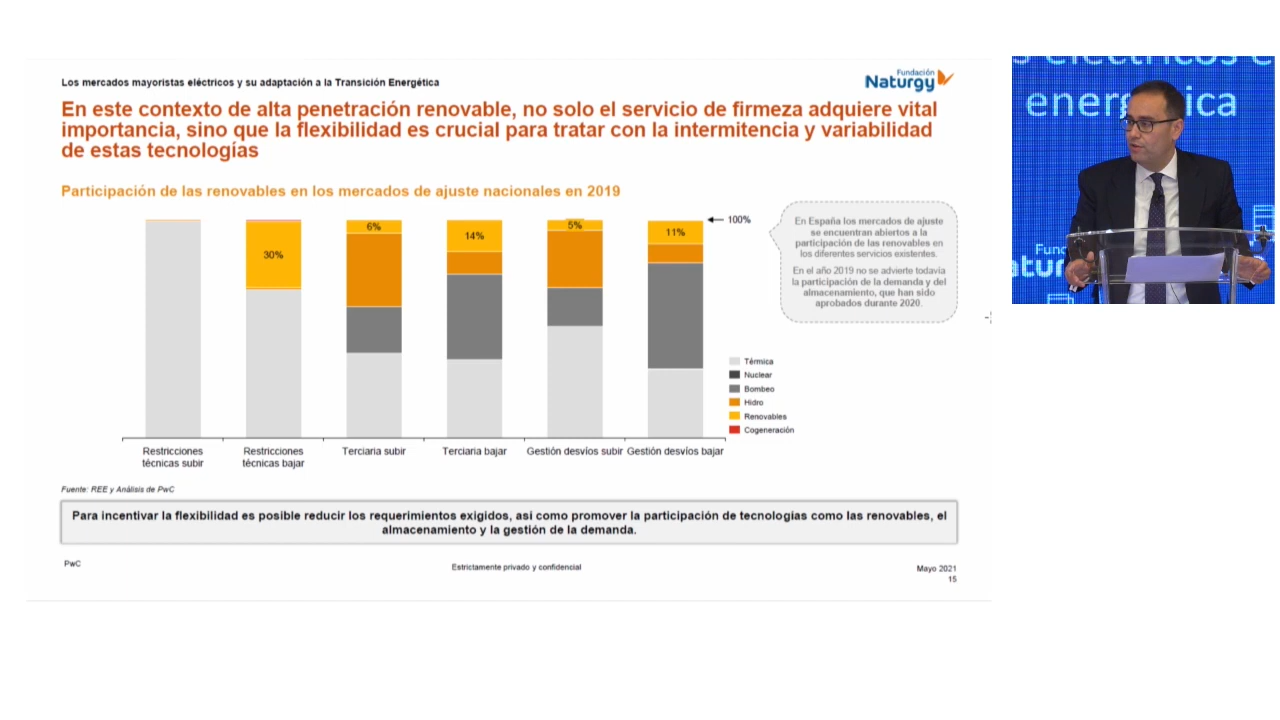 Los mercados mayoristas eléctricos y su adaptación a la Transición Energética
Fundación
Naturgy
En este contexto de alta penetración renovable, no solo el servicio de firmeza adquiere vital
importancia, sino que la flexibilidad es crucial para tratar con la intermitencia y variabilidad
de estas tecnologías
Participación de las renovables en los mercados de ajuste nacionales en 2019
30%
6%
14%
5%
11%
100%
En España los mercados de ajuste
se encuentran abiertos a la
participación de las renovables en
los diferentes servicios existentes.
En el año 2019 no se advierte todavía
la participación de la demanda y del
almacenamiento, que han sido
aprobados durante 2020.
Térmica
Nuclear
Bombeo
Hidro
Renovables
Cogeneración
Restricciones
técnicas subir
Restricciones
técnicas bajar
Terciaria subir
Terciaria bajar
Gestión desvíos subir
Gestión desvíos bajar
Fuente: REE y Análisis de PwC
Para incentivar la flexibilidad es posible reducir los requerimientos exigidos, así como promover la participación de tecnologías como las renovables, el
almacenamiento y la gestión de la demanda.
PwC
Estrictamente privado y confidencial
Mayo 2021
15
s eléctricos e
energética
Fund
atur